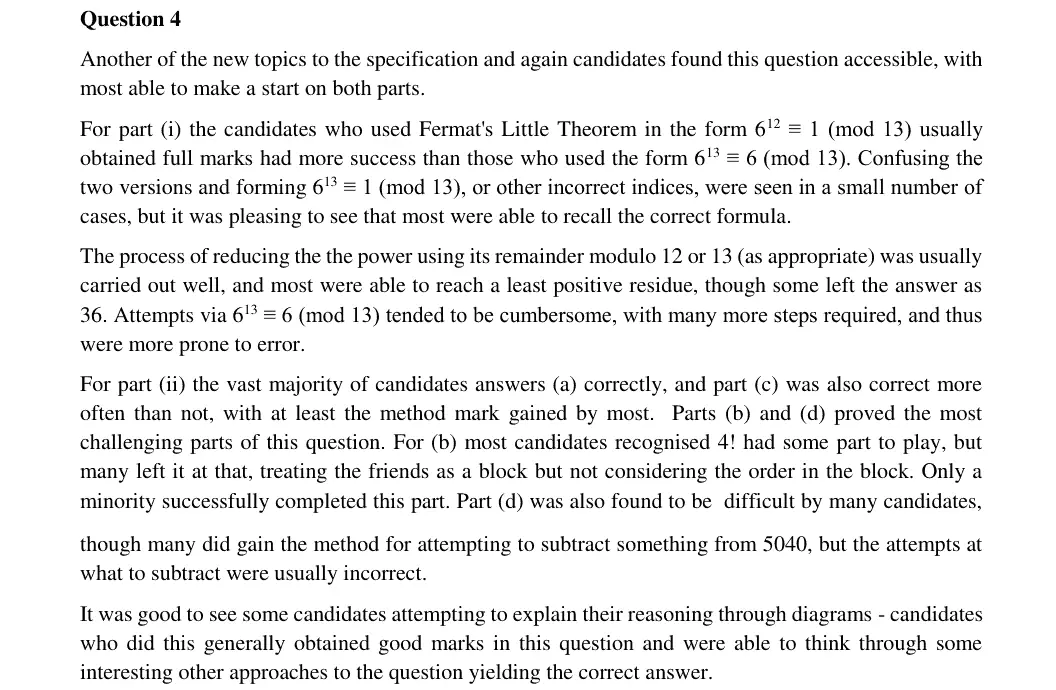 Question 4
Another of the new topics to the specification and again candidates found this question accessible, with
most able to make a start on both parts.
For part (i) the candidates who used Fermat's Little Theorem in the form 6¹² ≡ 1 (mod 13) usually
obtained full marks had more success than those who used the form 6¹³ ≡ 6 (mod 13). Confusing the
two versions and forming 6¹³ ≡ 1 (mod 13), or other incorrect indices, were seen in a small number of
cases, but it was pleasing to see that most were able to recall the correct formula.
The process of reducing the the power using its remainder modulo 12 or 13 (as appropriate) was usually
carried out well, and most were able to reach a least positive residue, though some left the answer as
36. Attempts via 6¹³ ≡ 6 (mod 13) tended to be cumbersome, with many more steps required, and thus
were more prone to error.
For part (ii) the vast majority of candidates answers (a) correctly, and part (c) was also correct more
often than not, with at least the method mark gained by most. Parts (b) and (d) proved the most
challenging parts of this question. For (b) most candidates recognised 4! had some part to play, but
many left it at that, treating the friends as a block but not considering the order in the block. Only a
minority successfully completed this part. Part (d) was also found to be difficult by many candidates,
though many did gain the method for attempting to subtract something from 5040, but the attempts at
what to subtract were usually incorrect.
It was good to see some candidates attempting to explain their reasoning through diagrams - candidates
who did this generally obtained good marks in this question and were able to think through some
interesting other approaches to the question yielding the correct answer.